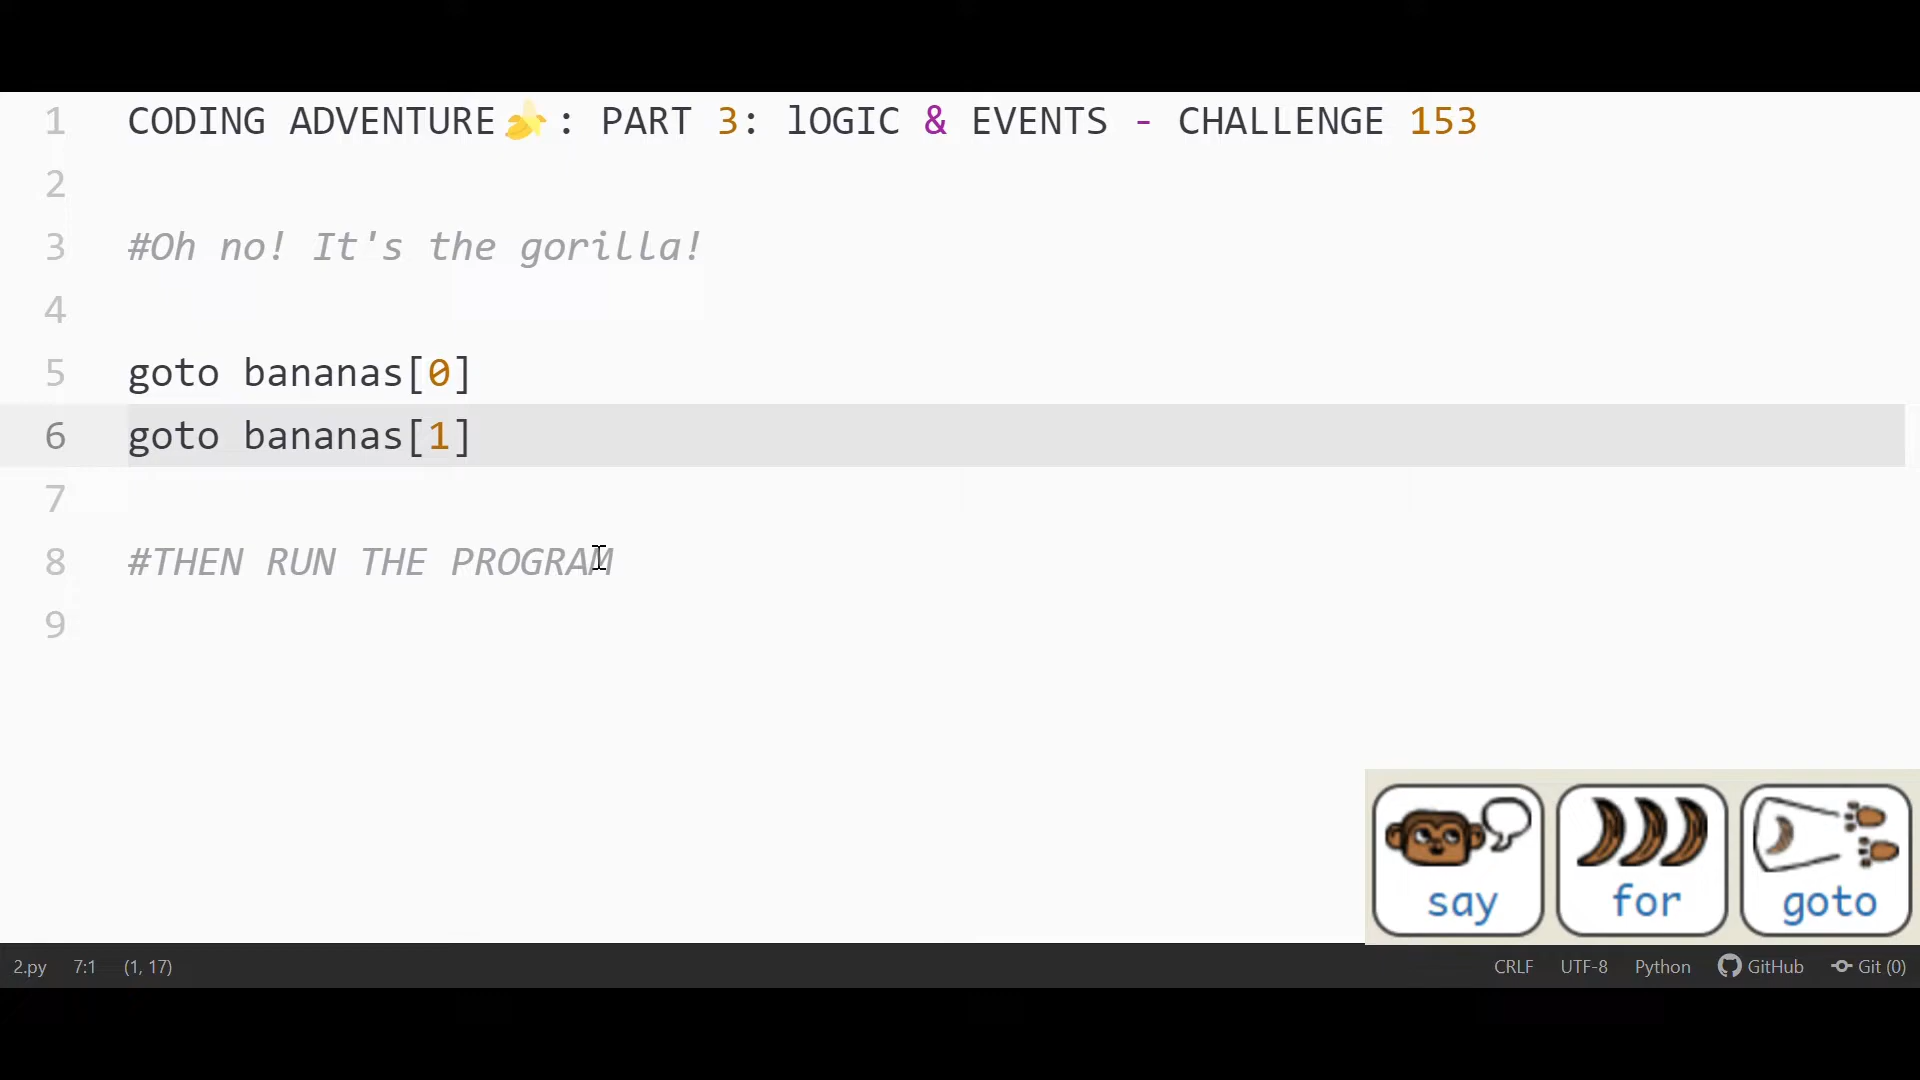 1 CODING ADVENTURE🍌: PART 3: lOGIC & EVENTS - CHALLENGE 153
2
3 #Oh no! It's the gorilla!
4
5 goto bananas[0]
6 goto bananas[1]
7
8 #THEN RUN THE PROGRAM
9
say for goto
2.py 7:1 (1, 17) CRLF UTF-8 Python GitHub Git (0)